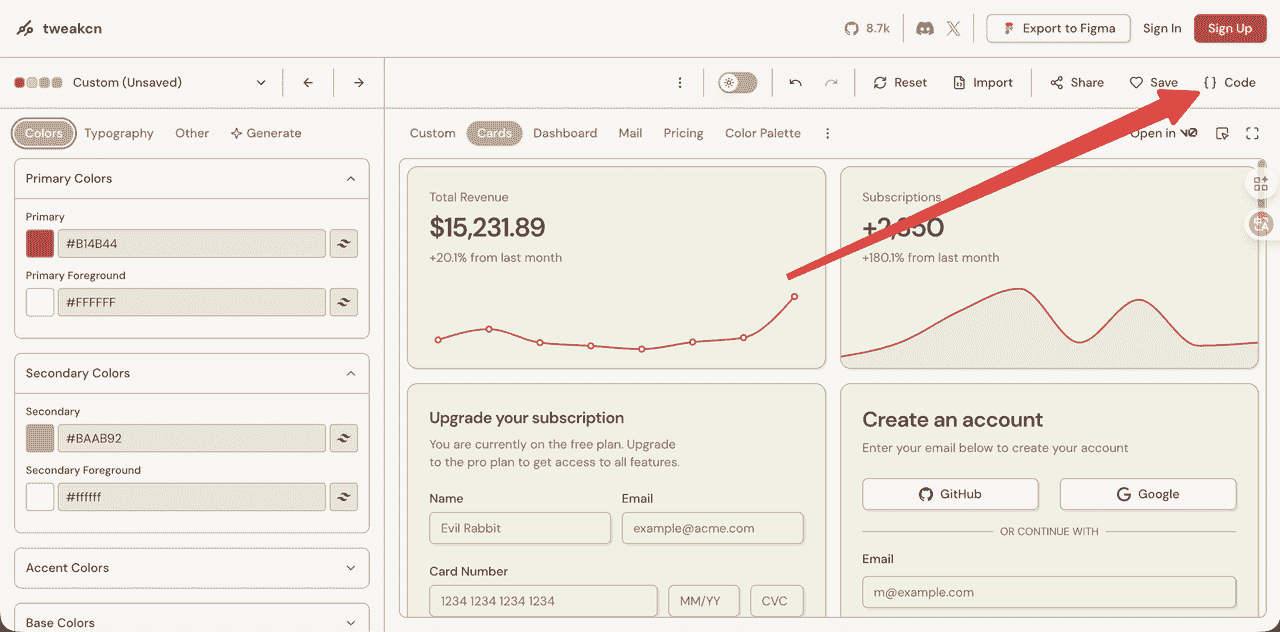 tweakcn
8.7k
Export to Figma
Sign In
Sign Up
Custom (Unsaved)
Reset
Import
Share
Save
{ } Code
Colors
Typography
Other
Generate
Custom
Cards
Dashboard
Mail
Pricing
Color Palette
Open in v0
Primary Colors
Primary
#B14B44
Primary Foreground
#FFFFFF
Secondary Colors
Secondary
#BAAB92
Secondary Foreground
#ffffff
Accent Colors
Base Colors
Total Revenue
$15,231.89
+20.1% from last month
Subscriptions
+2,350
+180.1% from last month
Upgrade your subscription
You are currently on the free plan. Upgrade
to the pro plan to get access to all features.
Name
Email
Evil Rabbit
example@acme.com
Card Number
1234 1234 1234 1234
MM/YY
CVC
Create an account
Enter your email below to create your account
GitHub
Google
OR CONTINUE WITH
Email
m@example.com